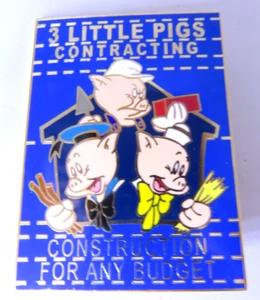 3 LITTLE PIGS
CONTRACTING
CONSTRUCTION
FOR ANY BUDGET